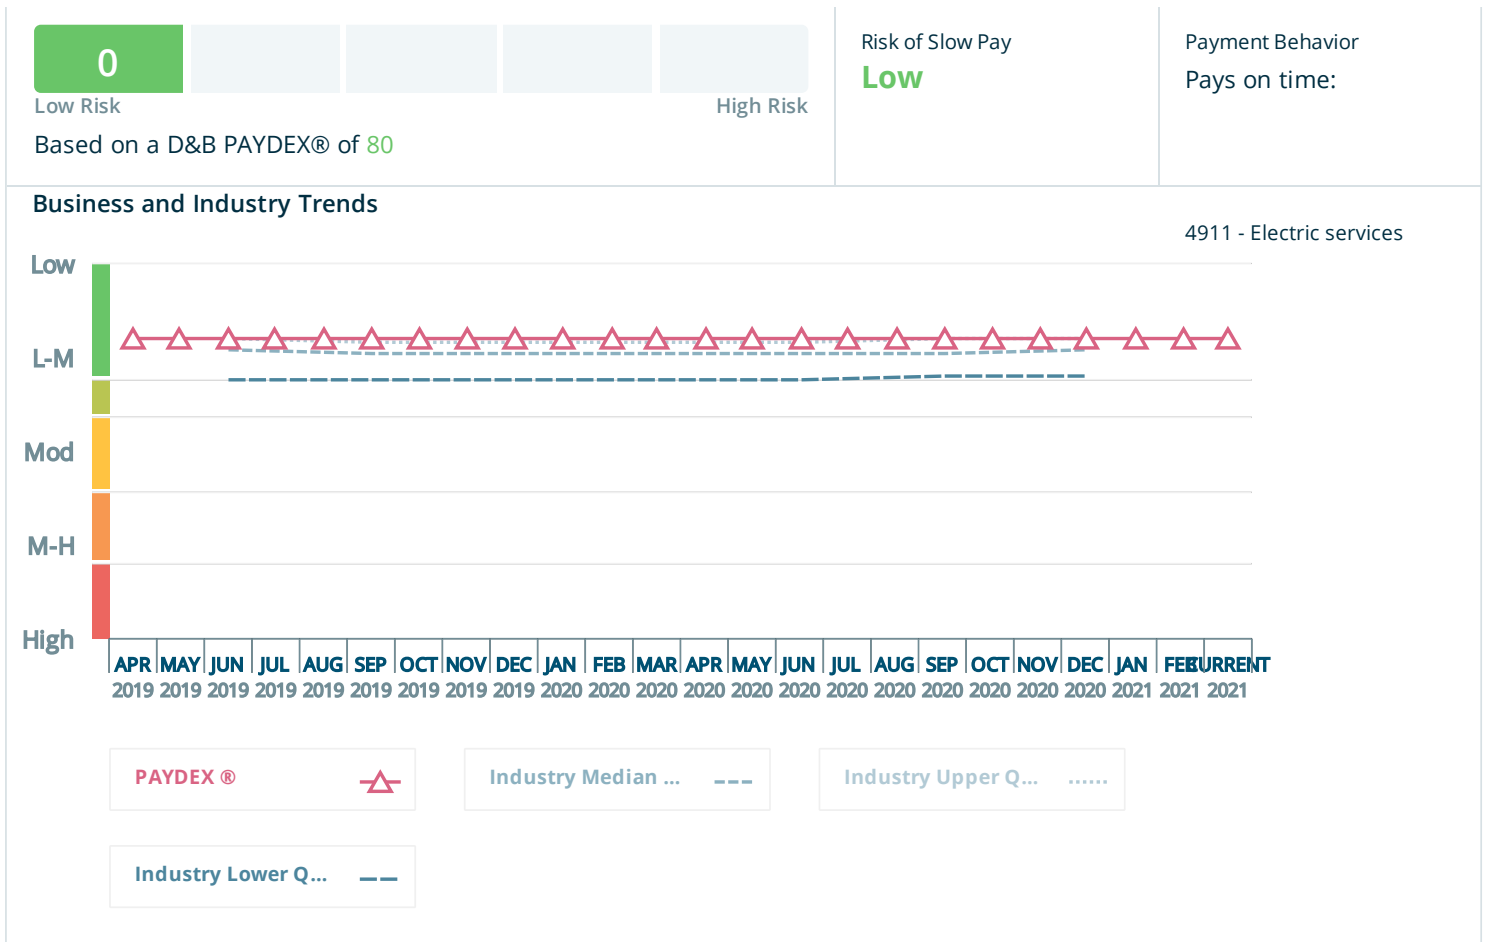 0
Low Risk High Risk
Based on a D&B PAYDEX® of 80
Risk of Slow Pay
Low
Payment Behavior
Pays on time:
Business and Industry Trends
4911 - Electric services
Low
L-M
Mod
M-H
High
APR MAY JUN JUL AUG SEP OCT NOV DEC JAN FEB MAR APR MAY JUN JUL AUG SEP OCT NOV DEC JAN FEB CURRENT
2019 2019 2019 2019 2019 2019 2019 2019 2019 2020 2020 2020 2020 2020 2020 2020 2020 2020 2020 2020 2020 2021 2021 2021
PAYDEX ® Industry Median ... Industry Upper Q...
Industry Lower Q...